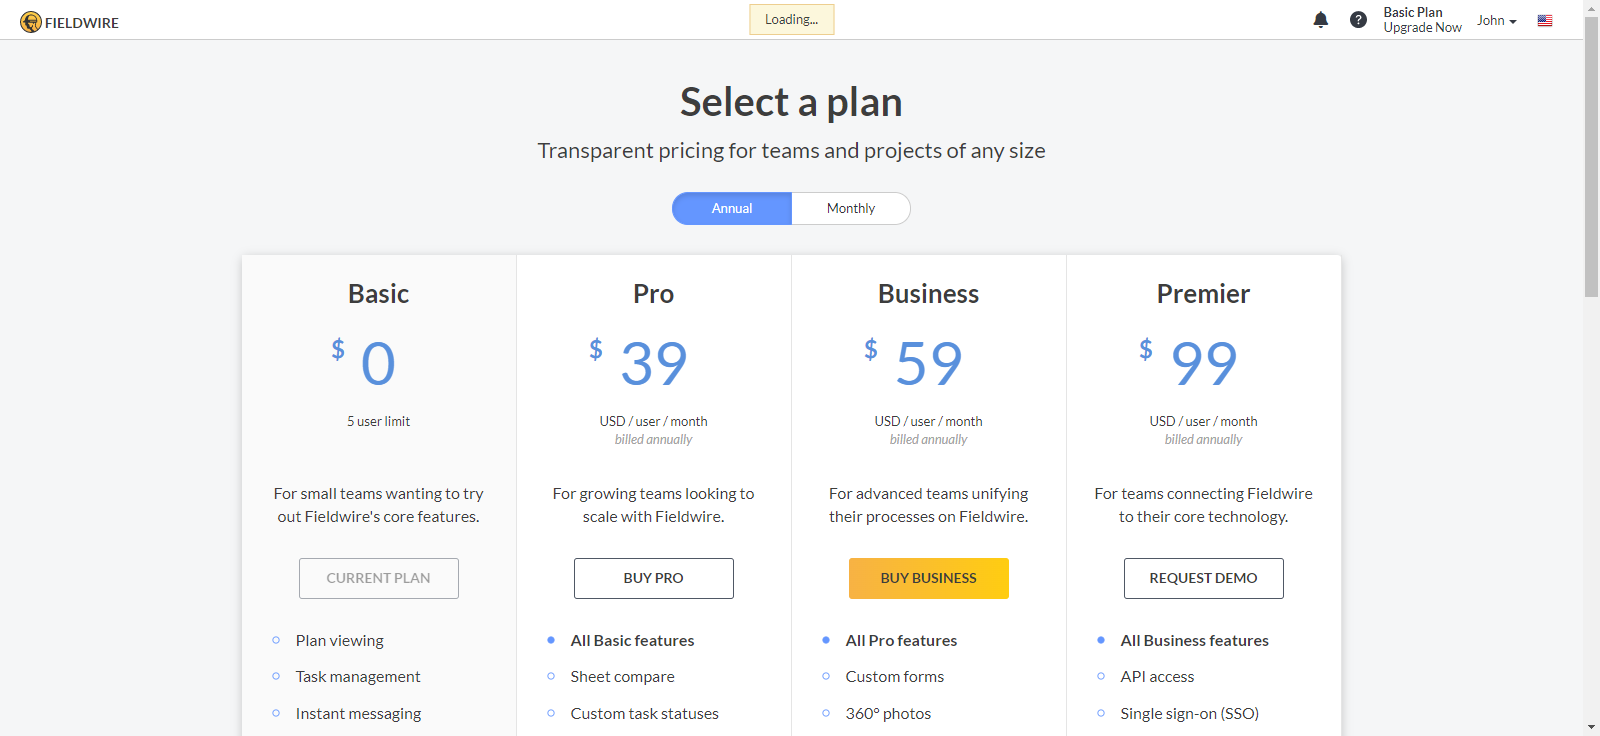 FIELDWIRE
Loading...
?
Basic Plan
Upgrade Now
John
Select a plan
Transparent pricing for teams and projects of any size
Annual
Monthly
Basic
$ 0
5 user limit
For small teams wanting to try
out Fieldwire's core features.
CURRENT PLAN
Plan viewing
Task management
Instant messaging
Pro
$ 39
USD / user / month
billed annually
For growing teams looking to
scale with Fieldwire.
BUY PRO
All Basic features
Sheet compare
Custom task statuses
Business
$ 59
USD / user / month
billed annually
For advanced teams unifying
their processes on Fieldwire.
BUY BUSINESS
All Pro features
Custom forms
360° photos
Premier
$ 99
USD / user / month
billed annually
For teams connecting Fieldwire
to their core technology.
REQUEST DEMO
All Business features
API access
Single sign-on (SSO)